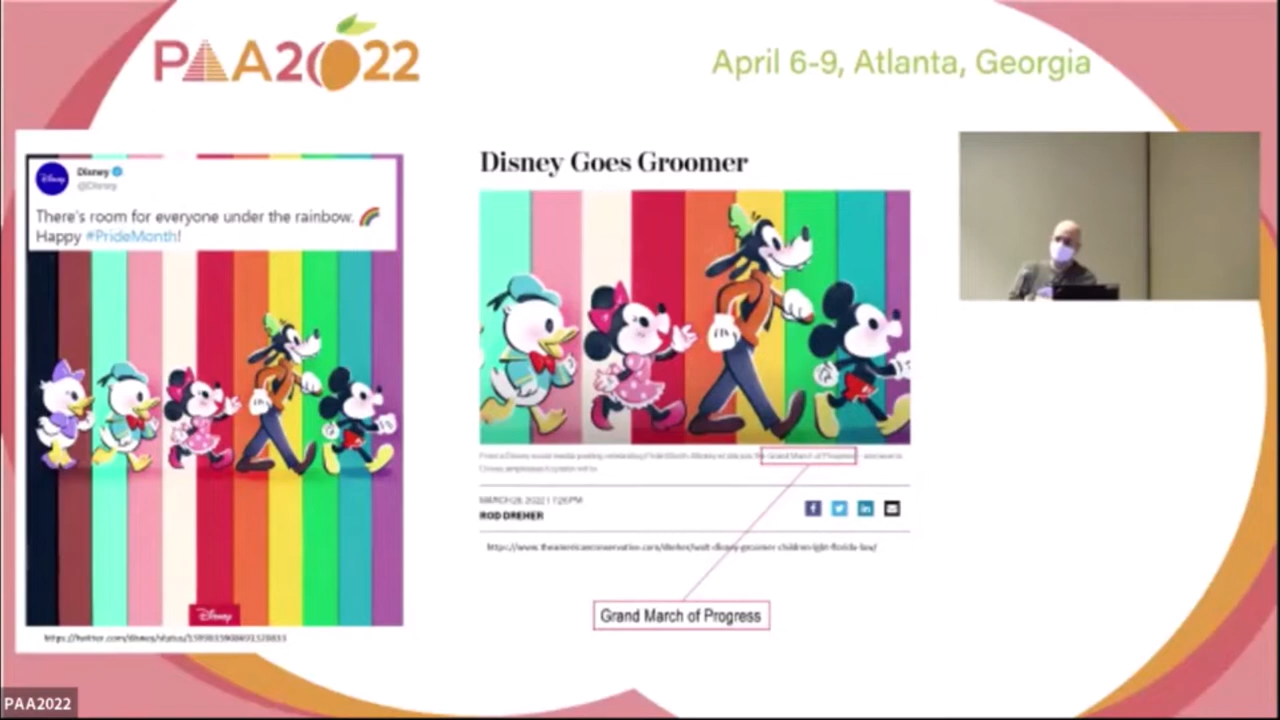 PAA2022
April 6-9, Atlanta, Georgia
Disney
Disney
@Disney
There's room for everyone under the rainbow.
Happy #PrideMonth!
Disney
Disney Goes Groomer
Grand March of Progress
MARCH 28, 2022 | 7:26 PM
ROD DREHER
Grand March of Progress
PAA2022